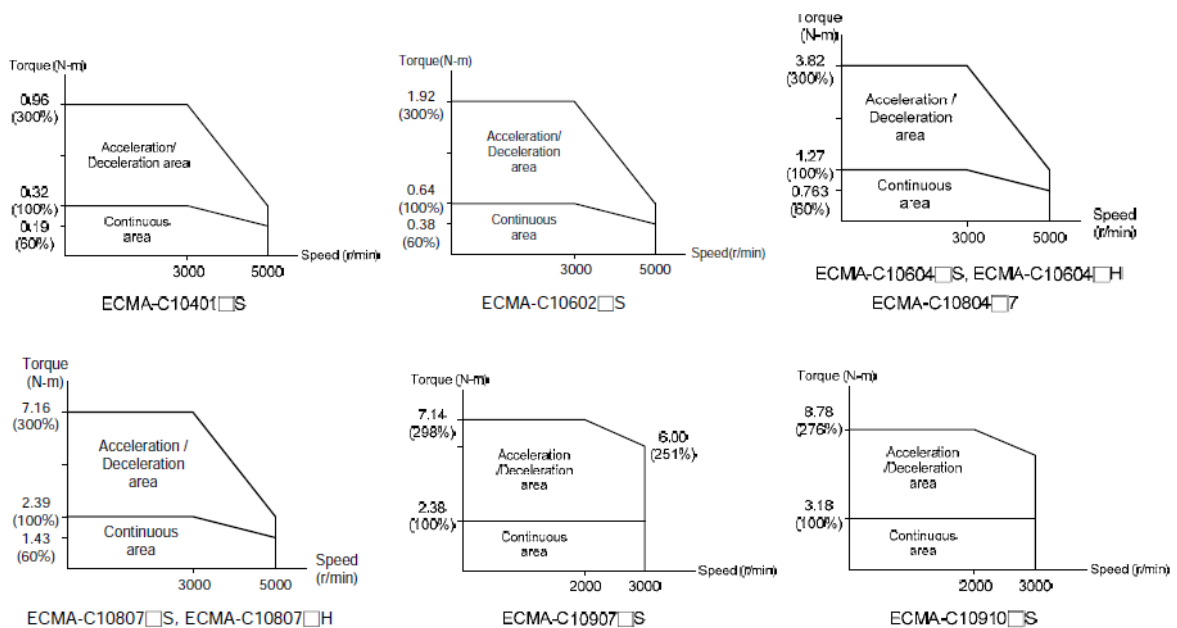 Torque (N-m)
0.96
(300%)
Acceleration/
Deceleration area
0.32
(100%)
0.19
(60%)
Continuous
area
3000
5000
Speed (r/min)
ECMA-C10401□S
Torque(N-m)
1.92
(300%)
Acceleration/
Deceleration
area
0.64
(100%)
0.38
(60%)
Continuous
area
3000
5000
Speed(r/min)
ECMA-C10602□S
Torque
(N-m)
3.82
(300%)
Acceleration /
Deceleration
area
1.27
(100%)
0.763
(60%)
Continuous
area
3000
5000
Speed
(r/min)
ECMA-C10604□S, ECMA-C10604□H
ECMA-C10804□7
Torque
(N-m)
7.16
(300%)
Acceleration /
Deceleration
area
2.39
(100%)
1.43
(60%)
Continuous
area
3000
5000
Speed
(r/min)
ECMA-C10807□S, ECMA-C10807□H
Torque (N-m)
7.14
(298%)
6.00
(251%)
Acceleration
/Deceleration
area
2.38
(100%)
Continuous
area
2000
3000
Speed (r/min)
ECMA-C10907□S
Torque (N-m)
8.78
(276%)
Acceleration
/Deceleration
area
3.18
(100%)
Continuous
area
2000
3000
Speed (r/min)
ECMA-C10910□S